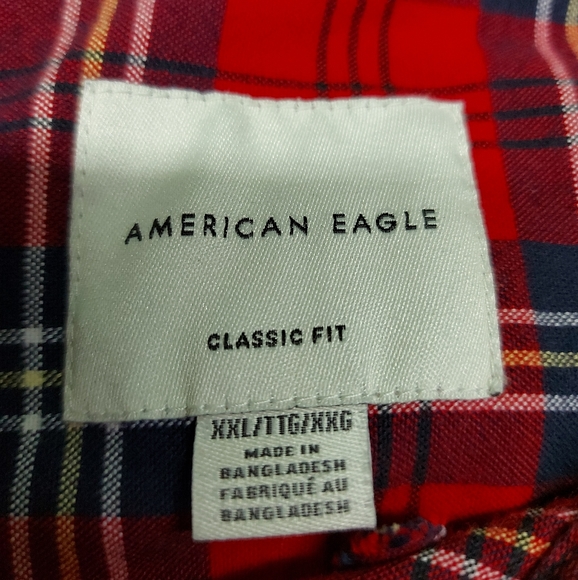 AMERICAN EAGLE
CLASSIC FIT
XXL/TTG/XXG
MADE IN
BANGLADESH
FABRIQUÉ AU
BANGLADESH